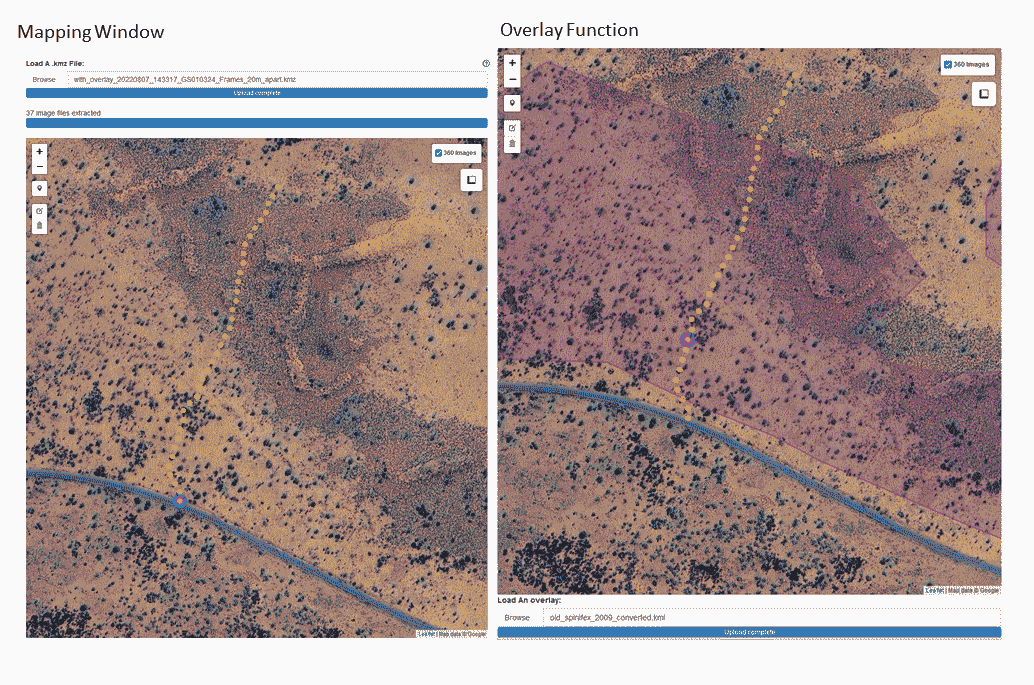 Mapping Window
Load A .kmz File:
Browse with_overlay_20220807_143317_GS010324_Frames_20m_apart.kmz
Upload complete
37 image files extracted
+
−
360 Images
Leaflet | Map data © Google
Overlay Function
+
−
360 Images
Leaflet | Map data © Google
Load An overlay:
Browse old_spinifex_2009_converted.kml
Upload complete